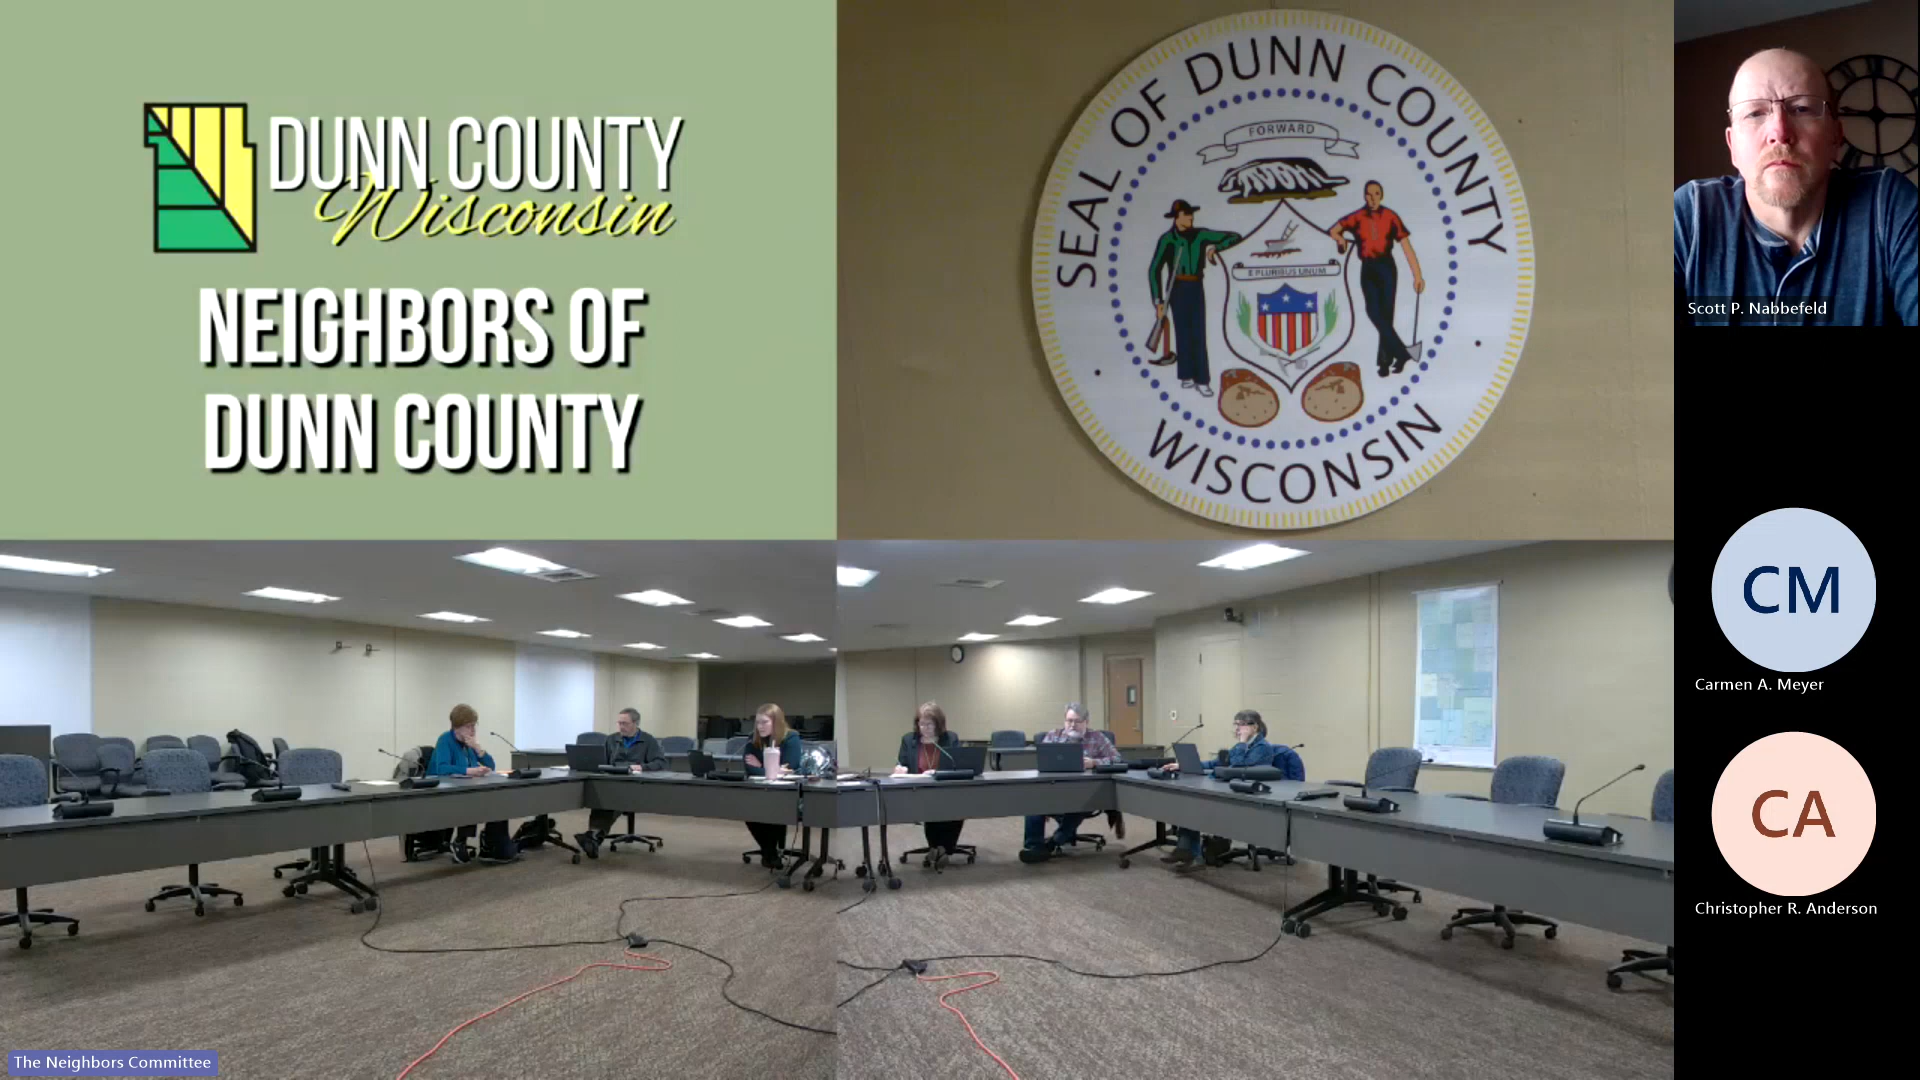 DUNN COUNTY
Wisconsin
NEIGHBORS OF
DUNN COUNTY
SEAL OF DUNN COUNTY
FORWARD
E PLURIBUS UNUM
WISCONSIN
Scott P. Nabbefeld
CM
Carmen A. Meyer
CA
Christopher R. Anderson
The Neighbors Committee